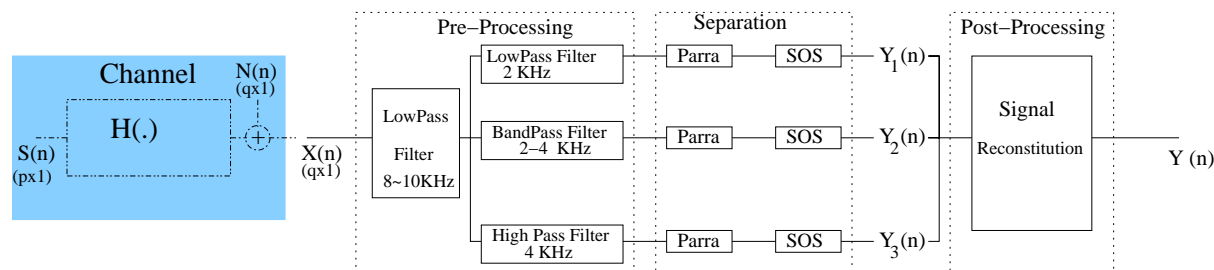 Pre−Processing
Separation
Post−Processing
Channel
N(n)
(qx1)
H(.)
+
S(n)
(px1)
X(n)
(qx1)
LowPass
Filter
8~10KHz
LowPass Filter
2 KHz
BandPass Filter
2−4 KHz
High Pass Filter
4 KHz
Parra
SOS
Y1(n)
Parra
SOS
Y2(n)
Parra
SOS
Y3(n)
Signal
Reconstitution
Y (n)